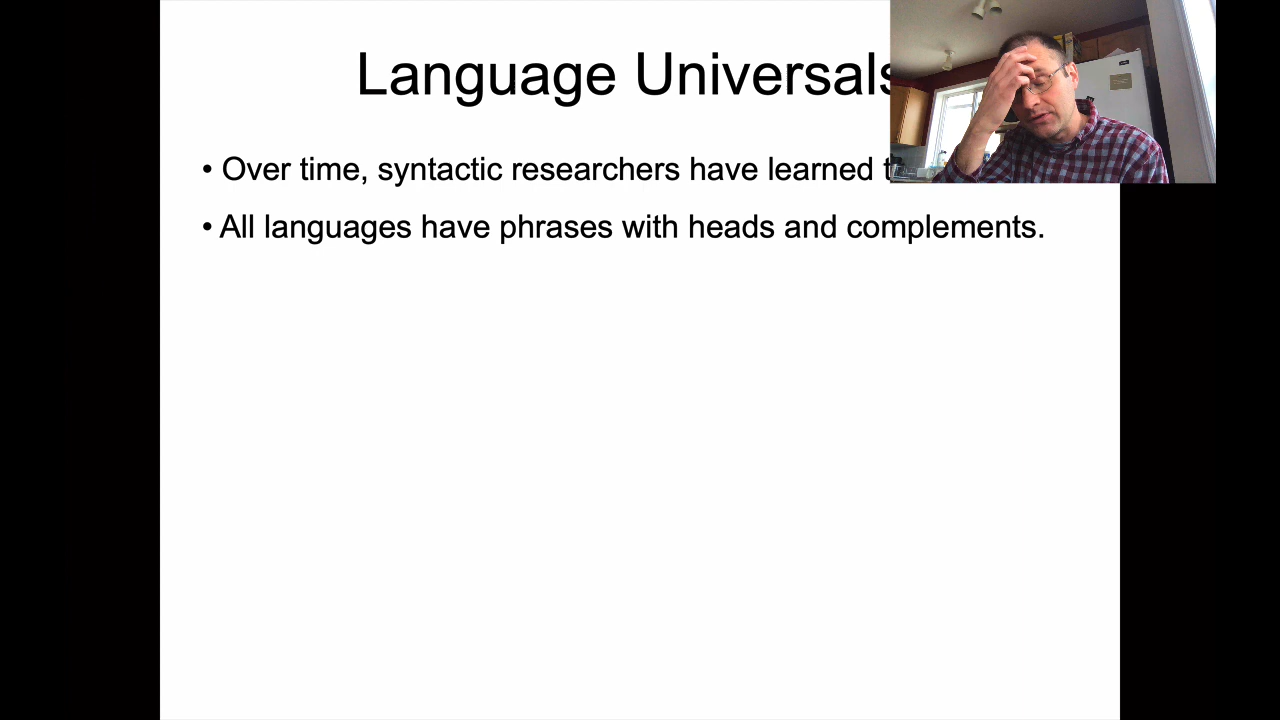 Language Universals
• Over time, syntactic researchers have learned
• All languages have phrases with heads and complements.